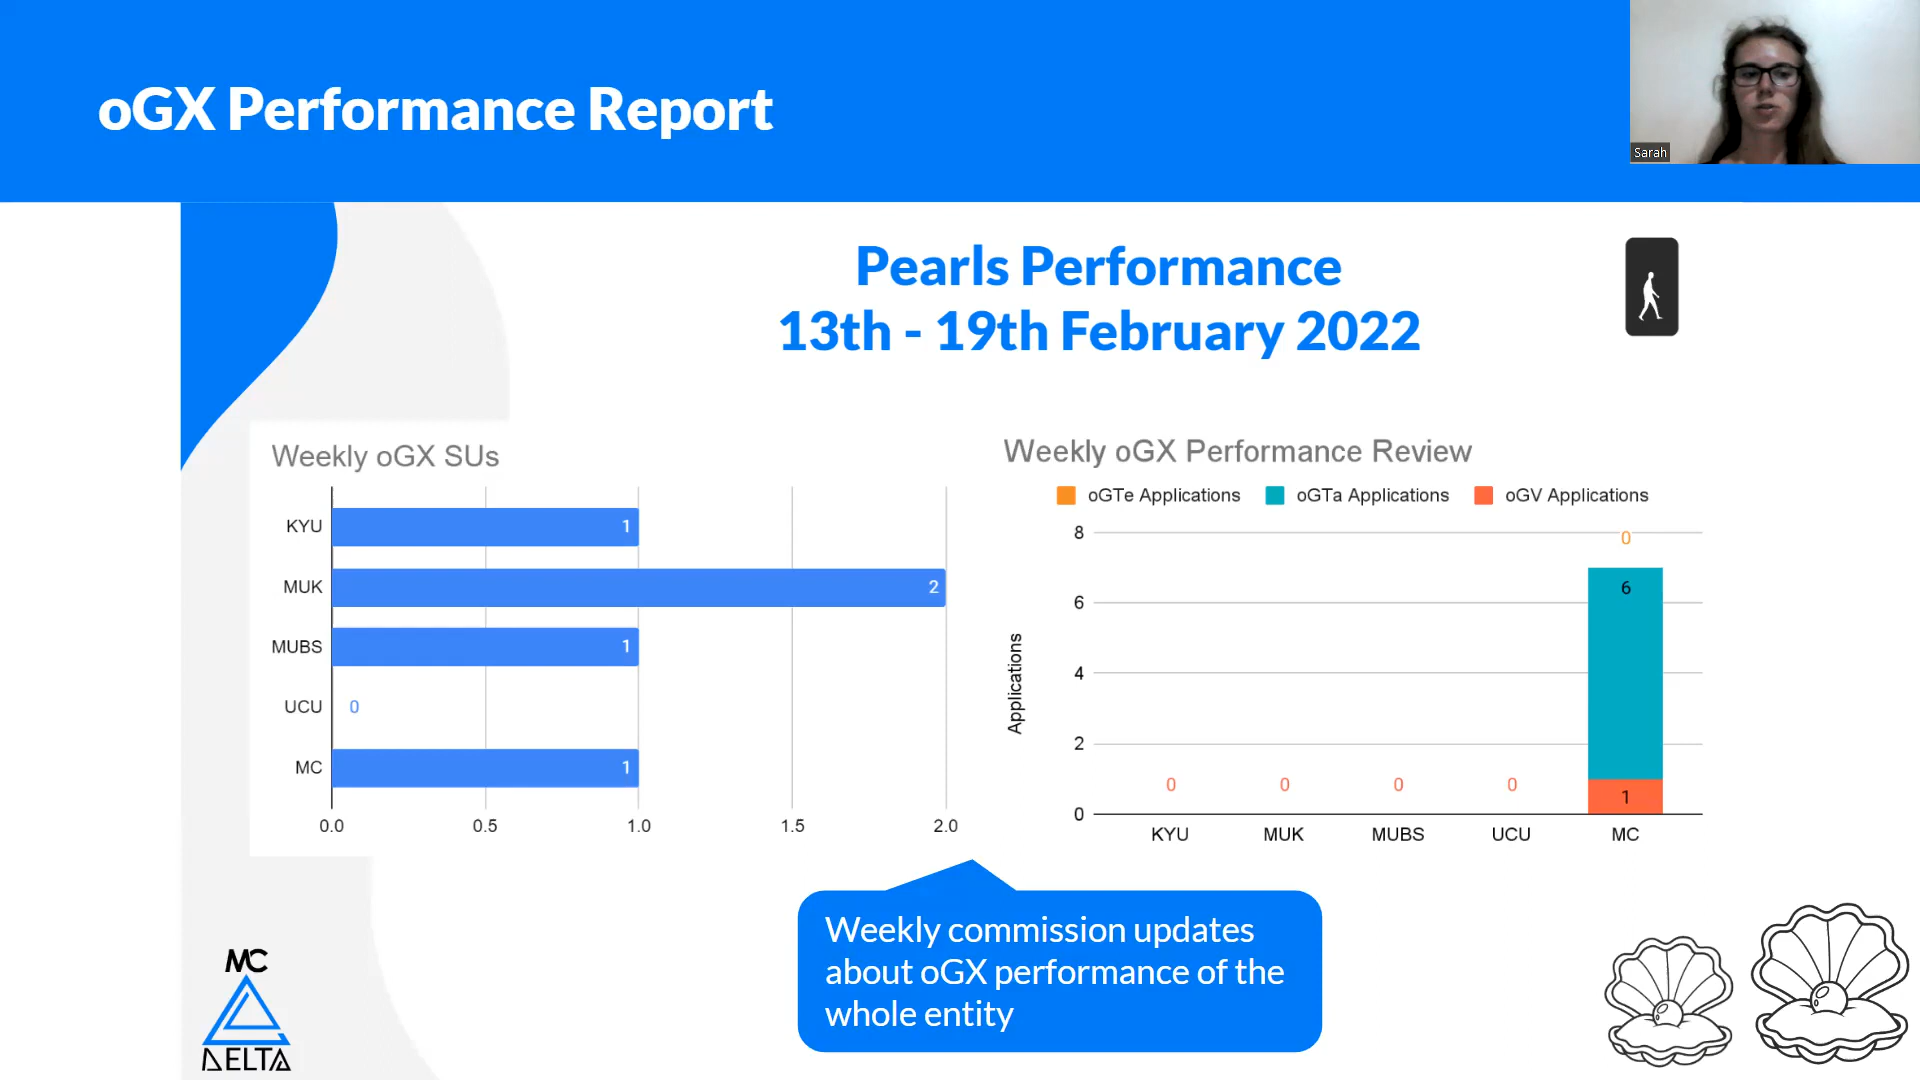 oGX Performance Report
Sarah
Pearls Performance
13th - 19th February 2022
Weekly oGX SUs
KYU
1
MUK
2
MUBS
1
UCU
0
MC
1
0.0
0.5
1.0
1.5
2.0
Weekly oGX Performance Review
oGTe Applications
oGTa Applications
oGV Applications
Applications
8
6
4
2
0
0
0
0
0
0
6
1
KYU
MUK
MUBS
UCU
MC
Weekly commission updates
about oGX performance of the
whole entity
MC
DELTA